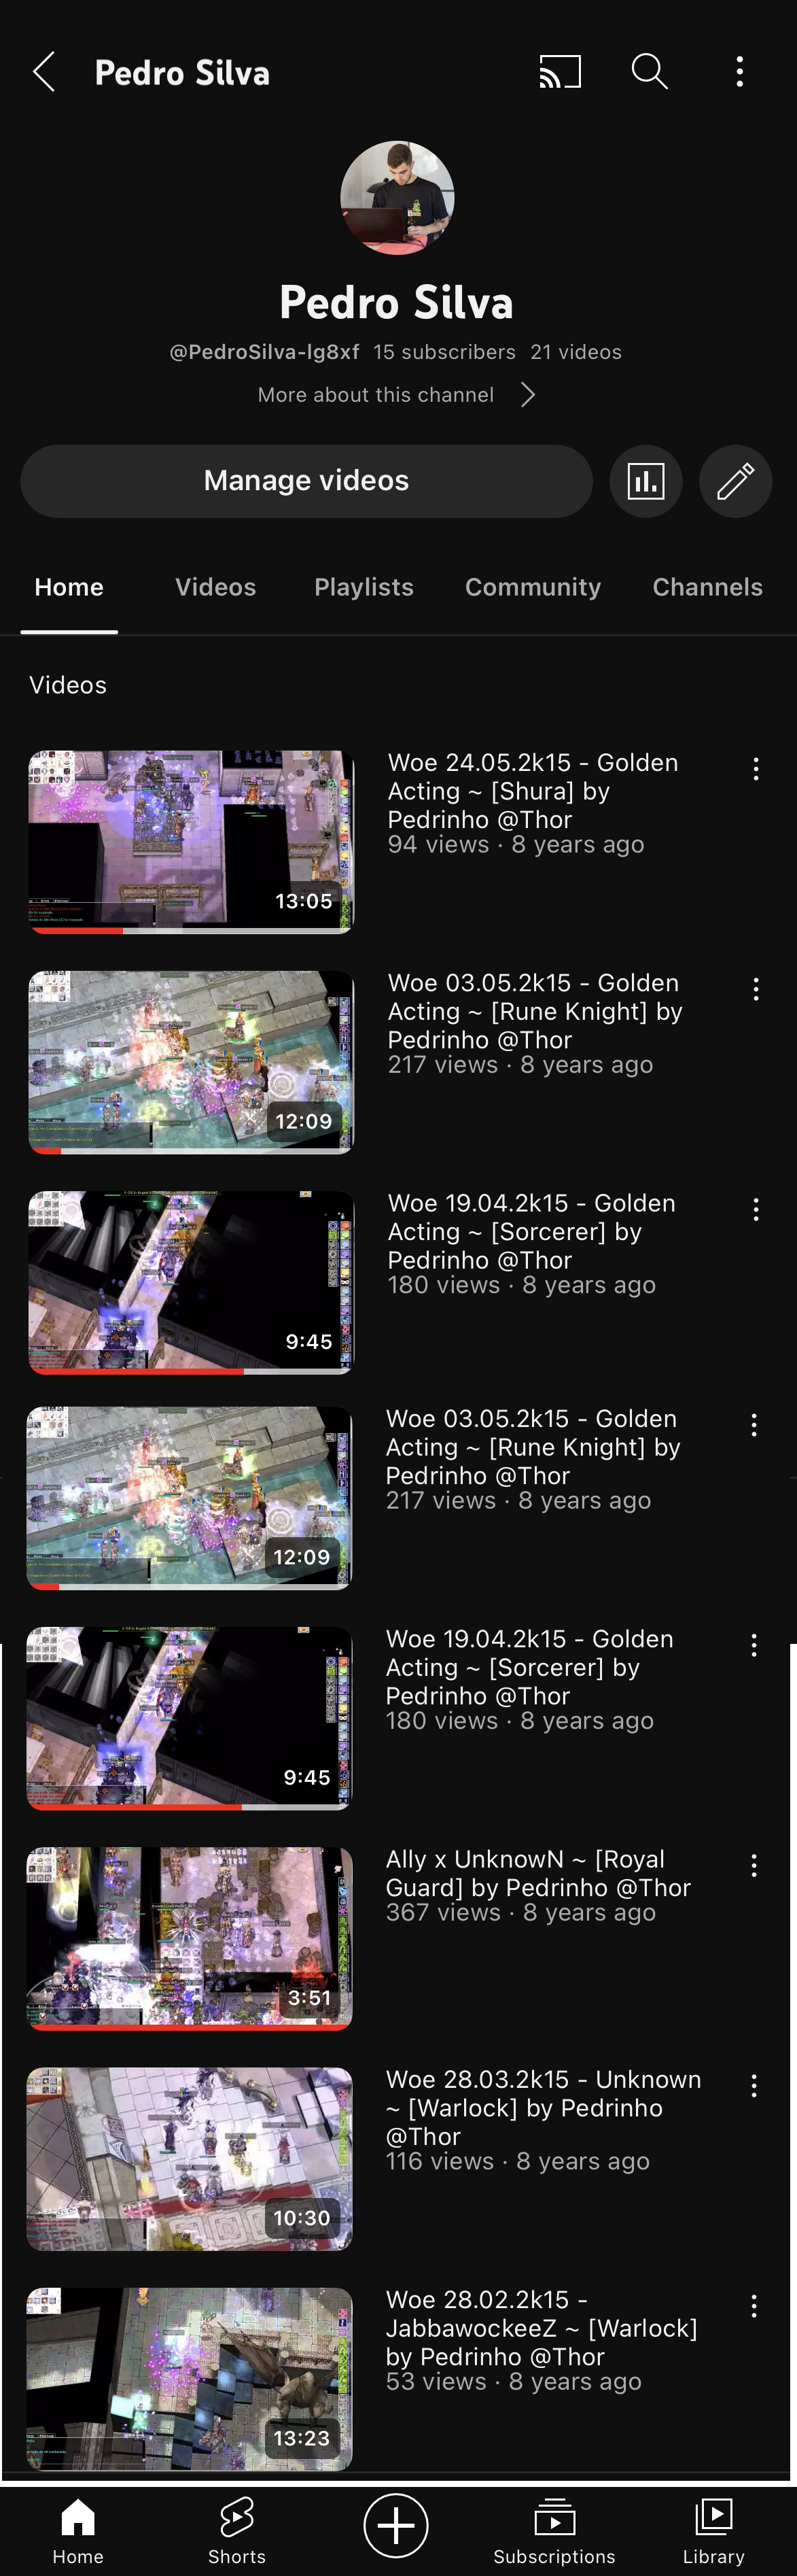 Pedro Silva
Pedro Silva
@PedroSilva-lg8xf 15 subscribers 21 videos
More about this channel
Manage videos
Home Videos Playlists Community Channels
Videos
Woe 24.05.2k15 - Golden
Acting ~ [Shura] by
Pedrinho @Thor
94 views · 8 years ago
13:05
Woe 03.05.2k15 - Golden
Acting ~ [Rune Knight] by
Pedrinho @Thor
217 views · 8 years ago
12:09
Woe 19.04.2k15 - Golden
Acting ~ [Sorcerer] by
Pedrinho @Thor
180 views · 8 years ago
9:45
Woe 03.05.2k15 - Golden
Acting ~ [Rune Knight] by
Pedrinho @Thor
217 views · 8 years ago
12:09
Woe 19.04.2k15 - Golden
Acting ~ [Sorcerer] by
Pedrinho @Thor
180 views · 8 years ago
9:45
Ally x UnknowN ~ [Royal
Guard] by Pedrinho @Thor
367 views · 8 years ago
3:51
Woe 28.03.2k15 - Unknown
~ [Warlock] by Pedrinho
@Thor
116 views · 8 years ago
10:30
Woe 28.02.2k15 -
JabbawockeeZ ~ [Warlock]
by Pedrinho @Thor
53 views · 8 years ago
13:23
Home Shorts Subscriptions Library